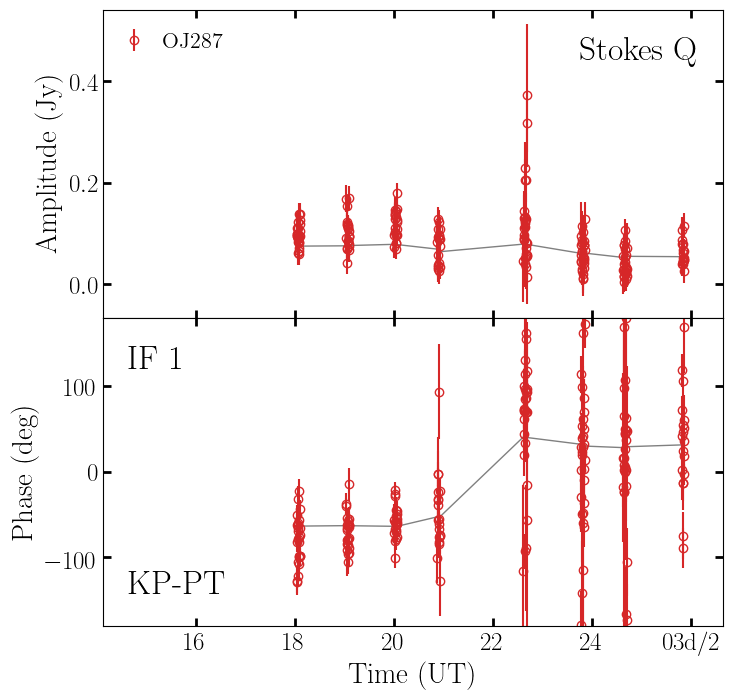 OJ287
Stokes Q
Amplitude (Jy)
0.4
0.2
0.0
IF 1
Phase (deg)
100
0
−100
KP-PT
16 18 20 22 24 03d/2
Time (UT)